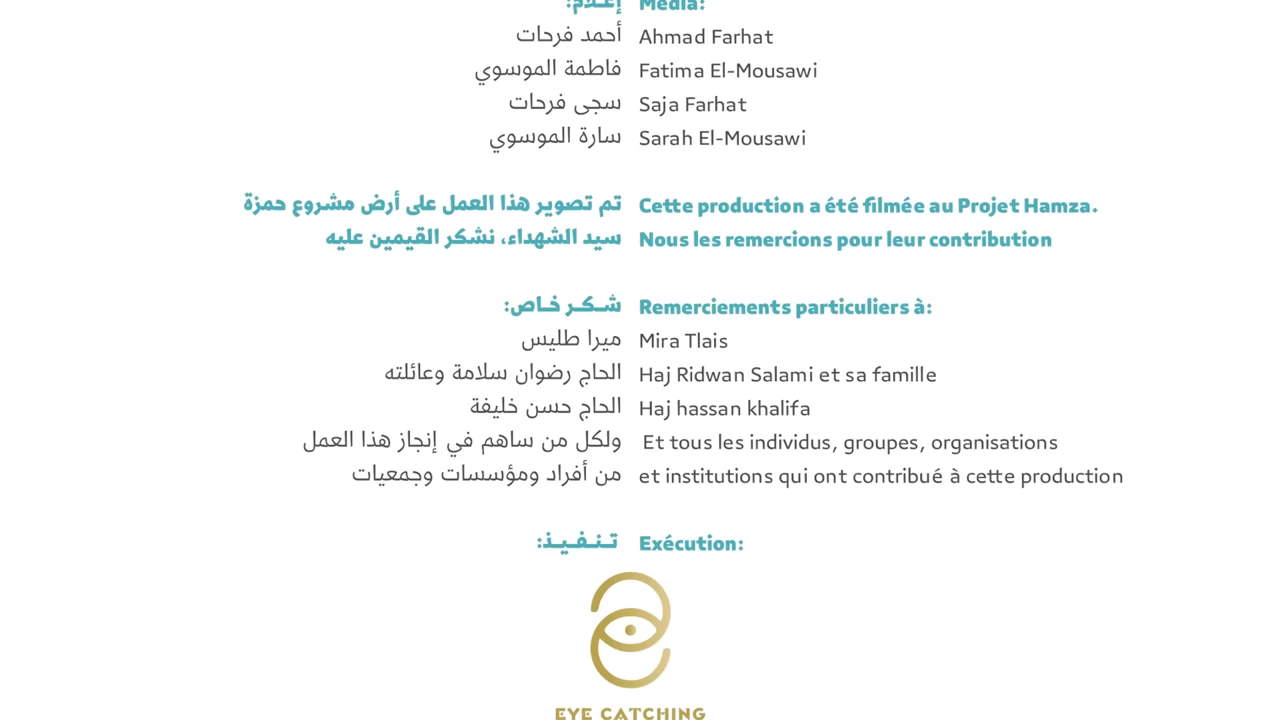 إعـلام: Média:
أحمد فرحات Ahmad Farhat
فاطمة الموسوي Fatima El-Mousawi
سجى فرحات Saja Farhat
سارة الموسوي Sarah El-Mousawi
تم تصوير هذا العمل على أرض مشروع حمزة Cette production a été filmée au Projet Hamza.
سيد الشهداء، نشكر القيمين عليه Nous les remercions pour leur contribution
شـكـر خـاص: Remerciements particuliers à:
ميرا طليس Mira Tlais
الحاج رضوان سلامة وعائلته Haj Ridwan Salami et sa famille
الحاج حسن خليفة Haj hassan khalifa
ولكل من ساهم في إنجاز هذا العمل Et tous les individus, groupes, organisations
من أفراد ومؤسسات وجمعيات et institutions qui ont contribué à cette production
تـنـفـيـذ: Exécution:
EYE CATCHING